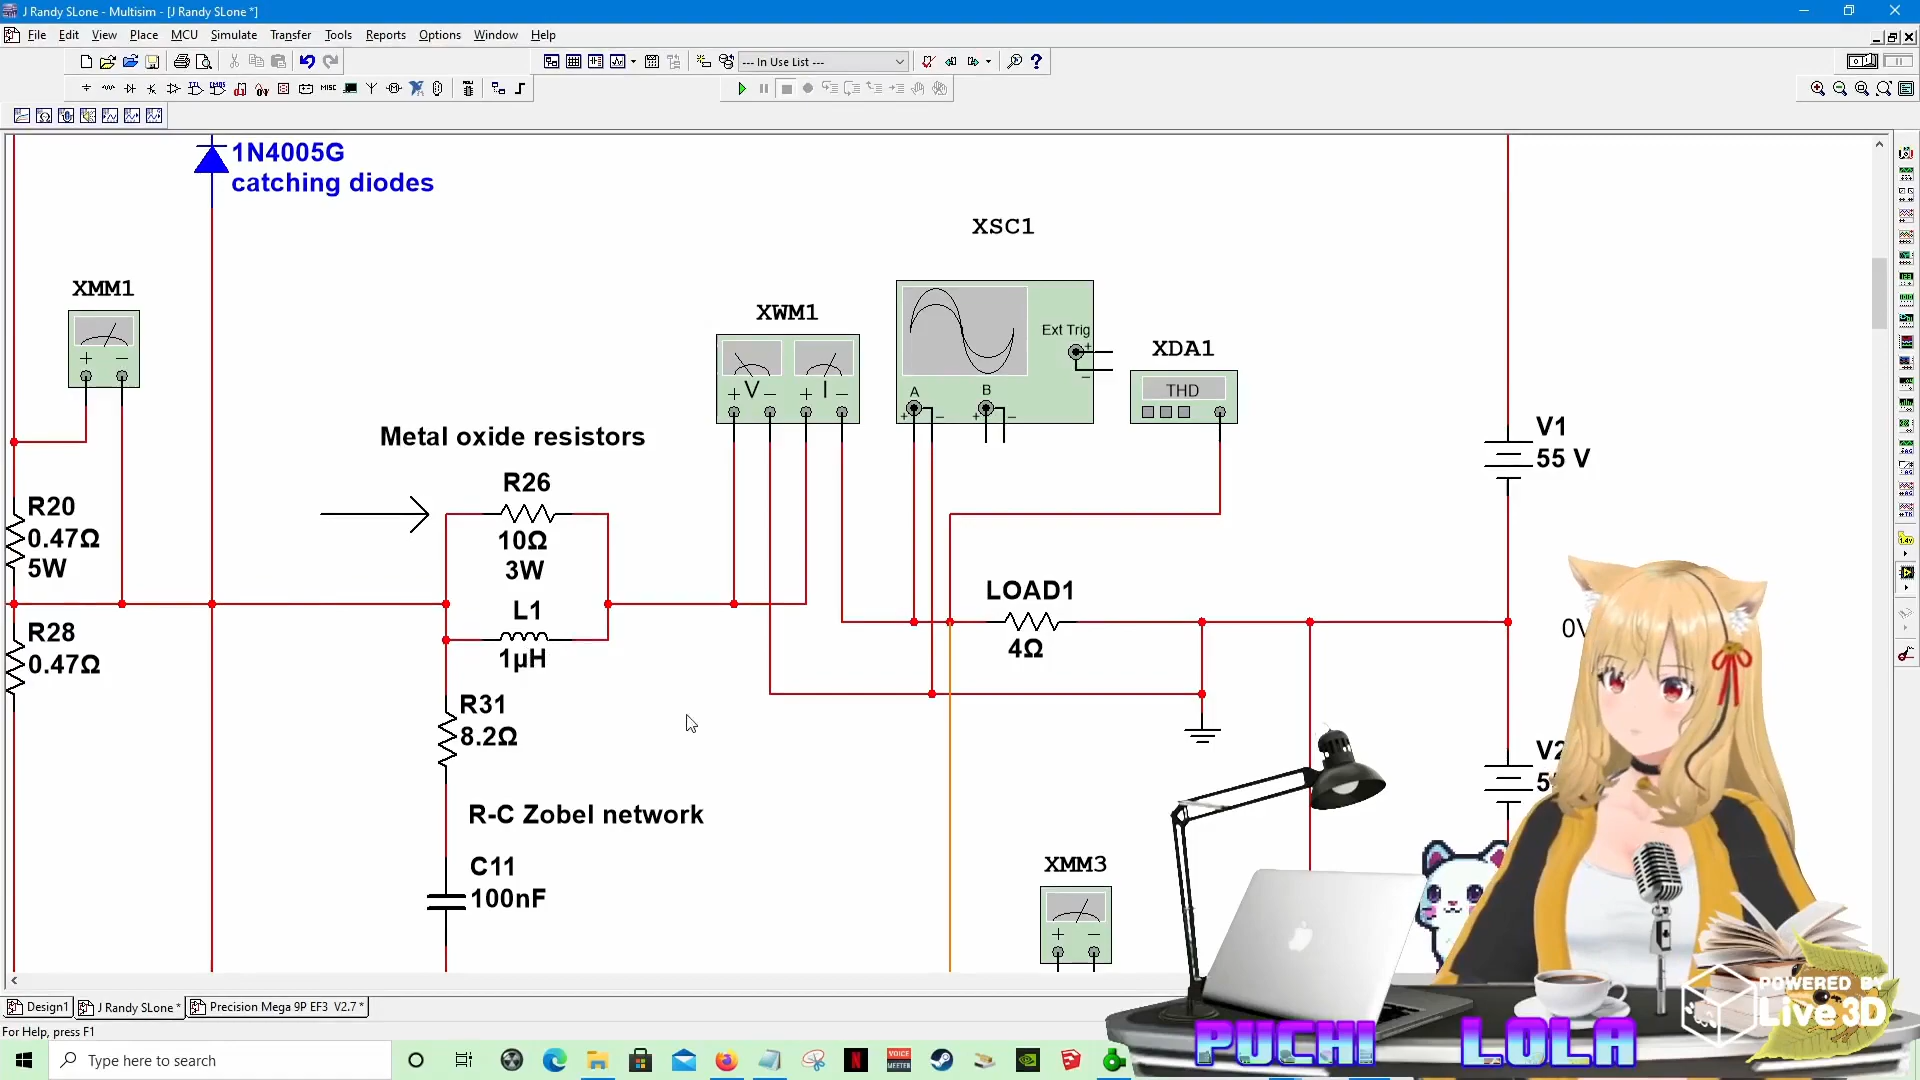 J Randy SLone - Multisim - [J Randy SLone *]
File Edit View Place MCU Simulate Transfer Tools Reports Options Window Help
--- In Use List ---
MISC
1N4005G
catching diodes
XSC1
XMM1
+ −
XWM1
+ V − + I −
Ext Trig
+
−
A B
+ − + −
XDA1
THD
V1
55 V
Metal oxide resistors
R26
10Ω
3W
R20
0.47Ω
5W
L1
1µH
LOAD1
4Ω
0V
R28
0.47Ω
R31
8.2Ω
R-C Zobel network
C11
100nF
XMM3
+ −
Design1 J Randy SLone * Precision Mega 9P EF3 V2.7 *
For Help, press F1
Type here to search
VOICE
MEETER
POWERED BY
Live3D
PUCHI LOLA